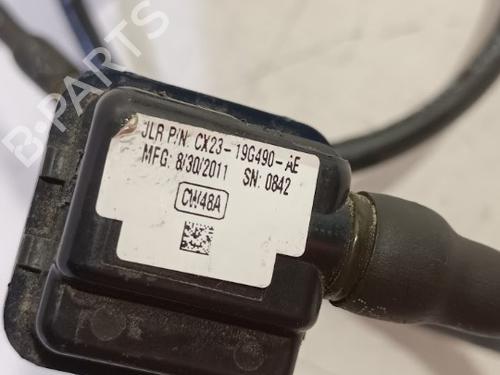 B-PARTS
JLR P/N: CX23-19G490-AE
MFG: 8/30/2011 SN: 0842
CW48A